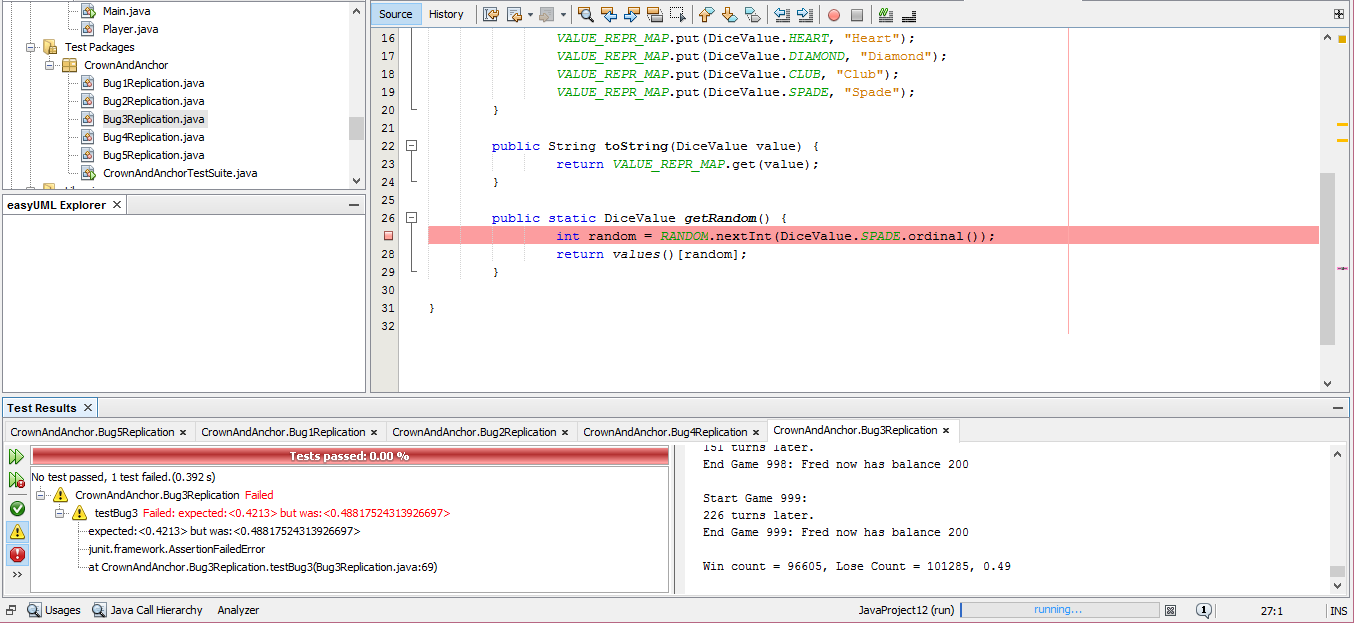 Main.java
Player.java
Test Packages
CrownAndAnchor
Bug1Replication.java
Bug2Replication.java
Bug3Replication.java
Bug4Replication.java
Bug5Replication.java
CrownAndAnchorTestSuite.java
easyUML Explorer
Source History
16 VALUE_REPR_MAP.put(DiceValue.HEART, "Heart");
17 VALUE_REPR_MAP.put(DiceValue.DIAMOND, "Diamond");
18 VALUE_REPR_MAP.put(DiceValue.CLUB, "Club");
19 VALUE_REPR_MAP.put(DiceValue.SPADE, "Spade");
20 }
21
22 public String toString(DiceValue value) {
23 return VALUE_REPR_MAP.get(value);
24 }
25
26 public static DiceValue getRandom() {
int random = RANDOM.nextInt(DiceValue.SPADE.ordinal());
28 return values()[random];
29 }
30
31 }
32
Test Results
CrownAndAnchor.Bug5Replication CrownAndAnchor.Bug1Replication CrownAndAnchor.Bug2Replication CrownAndAnchor.Bug4Replication CrownAndAnchor.Bug3Replication
Tests passed: 0.00 %
No test passed, 1 test failed.(0.392 s)
CrownAndAnchor.Bug3Replication Failed
testBug3 Failed: expected:<0.4213> but was:<0.48817524313926697>
expected:<0.4213> but was:<0.48817524313926697>
junit.framework.AssertionFailedError
at CrownAndAnchor.Bug3Replication.testBug3(Bug3Replication.java:69)
151 turns later.
End Game 998: Fred now has balance 200
Start Game 999:
226 turns later.
End Game 999: Fred now has balance 200
Win count = 96605, Lose Count = 101285, 0.49
Usages Java Call Hierarchy Analyzer JavaProject12 (run) running... 1 27:1 INS